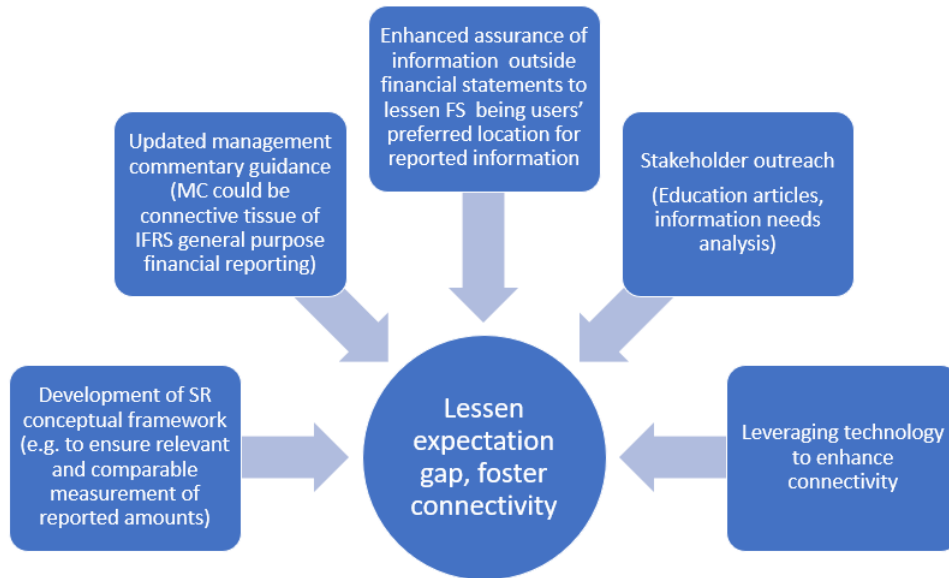 Enhanced assurance of
information outside
financial statements to
lessen FS being users'
preferred location for
reported information
Updated management
commentary guidance
(MC could be
connective tissue of
IFRS general purpose
financial reporting)
Stakeholder outreach
(Education articles,
information needs
analysis)
Development of SR
conceptual framework
(e.g. to ensure relevant
and comparable
measurement of
reported amounts)
Lessen
expectation
gap, foster
connectivity
Leveraging technology
to enhance
connectivity